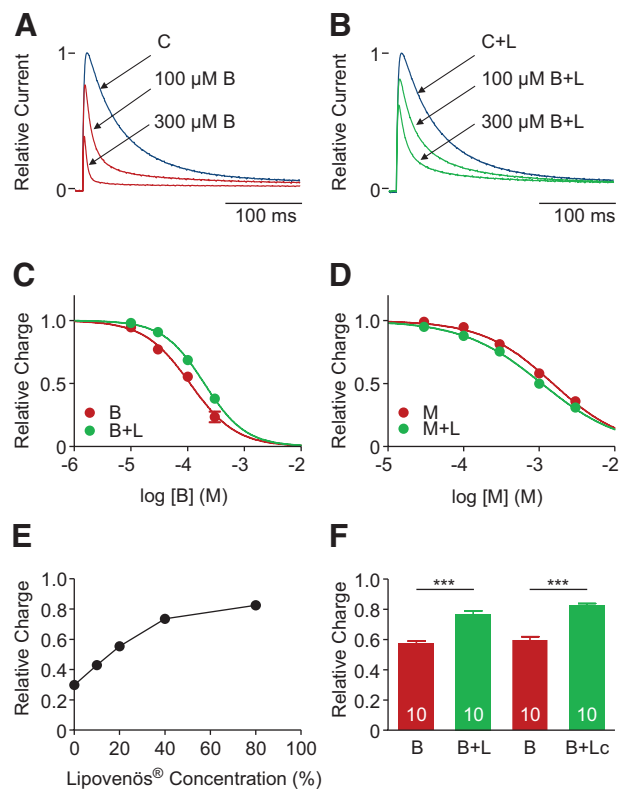 A
B
Relative Current
1
0
C
100 µM B
300 µM B
100 ms
Relative Current
1
0
C+L
100 µM B+L
300 µM B+L
100 ms
C
D
Relative Charge
1.0
0.5
0
B
B+L
-6
-5
-4
-3
-2
log [B] (M)
Relative Charge
1.0
0.5
0
M
M+L
-5
-4
-3
-2
log [M] (M)
E
F
Relative Charge
1.0
0.8
0.6
0.4
0.2
0
0
20
40
60
80
100
Lipovenös® Concentration (%)
Relative Charge
1.0
0.8
0.6
0.4
0.2
0
***
***
10
10
10
10
B
B+L
B
B+Lc